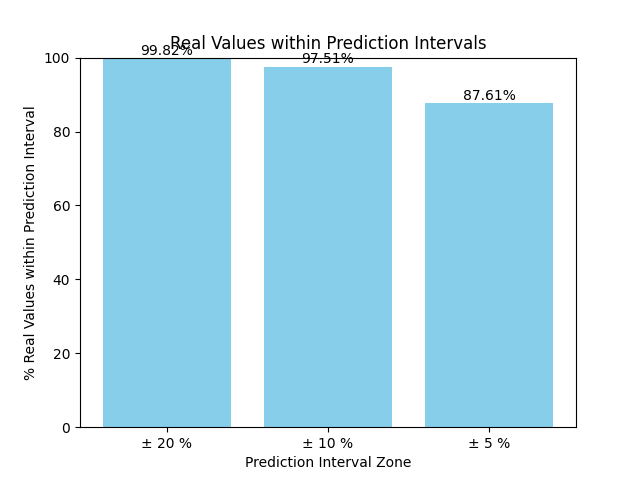 Real Values within Prediction Intervals
99.82%
97.51%
87.61%
100
80
60
40
20
0
% Real Values within Prediction Interval
± 20 %
± 10 %
± 5 %
Prediction Interval Zone